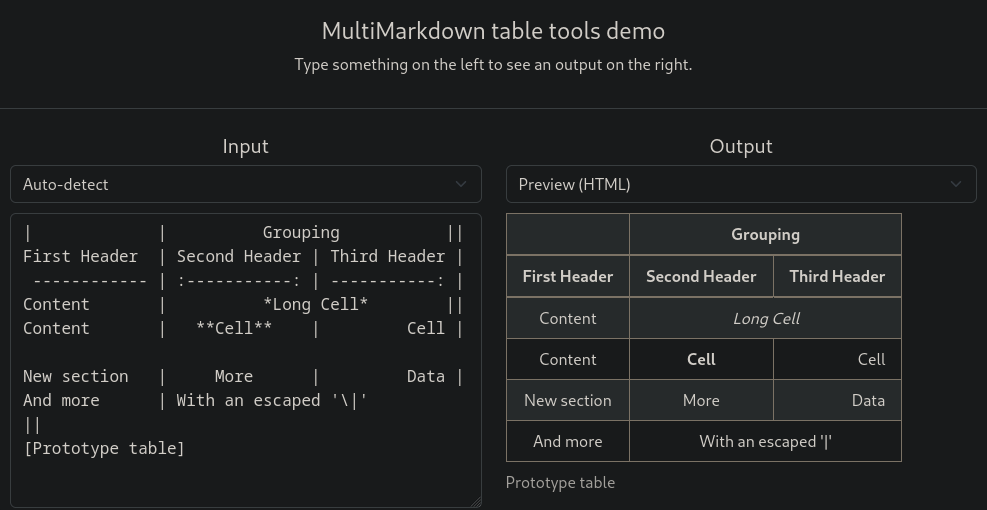 MultiMarkdown table tools demo
Type something on the left to see an output on the right.
Input
Auto-detect
|             |          Grouping           ||
First Header  | Second Header | Third Header |
 ------------ | :-----------: | -----------: |
Content       |          *Long Cell*        ||
Content       |   **Cell**    |         Cell |

New section   |     More      |         Data |
And more      | With an escaped '\|'
||
[Prototype table]
Output
Preview (HTML)
Grouping
First Header Second Header Third Header
Content Long Cell
Content Cell Cell
New section More Data
And more With an escaped '|'
Prototype table